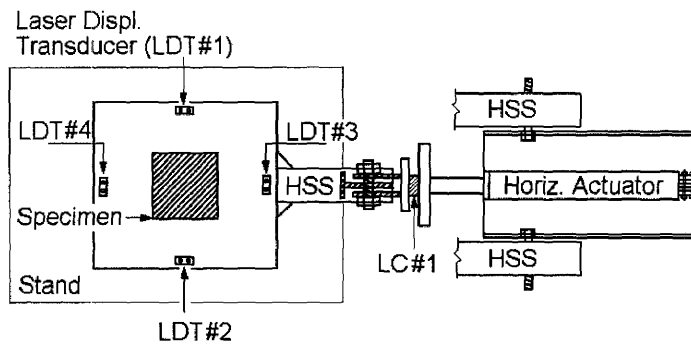 Laser Displ.
Transducer (LDT#1)
HSS
LDT#4
LDT#3
HSS
Horiz. Actuator
Specimen
LC#1
HSS
Stand
LDT#2